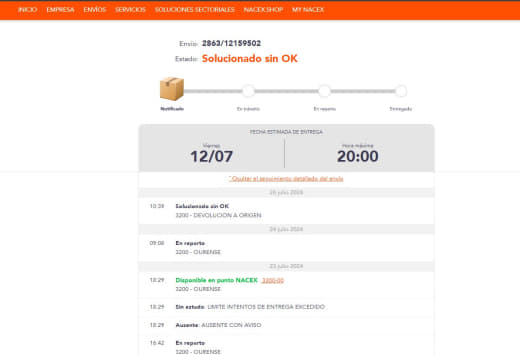 INICIO EMPRESA ENVÍOS SERVICIOS SOLUCIONES SECTORIALES NACEX.SHOP MY NACEX
Envío: 2863/12159502
Estado: Solucionado sin OK
Notificado En tránsito En reparto Entregado
FECHA ESTIMADA DE ENTREGA
Viernes Hora máxima
12/07 20:00
Ocultar el seguimiento detallado del envío
26 julio 2024
10:39 Solucionado sin OK
3200 - DEVOLUCION A ORIGEN
24 julio 2024
09:08 En reparto
3200 - OURENSE
23 julio 2024
18:29 Disponible en punto NACEX 3200-00
3200 - OURENSE
18:29 Sin estado: LIMITE INTENTOS DE ENTREGA EXCEDIDO
18:29 Ausente: AUSENTE CON AVISO
16:42 En reparto
3200 - OURENSE